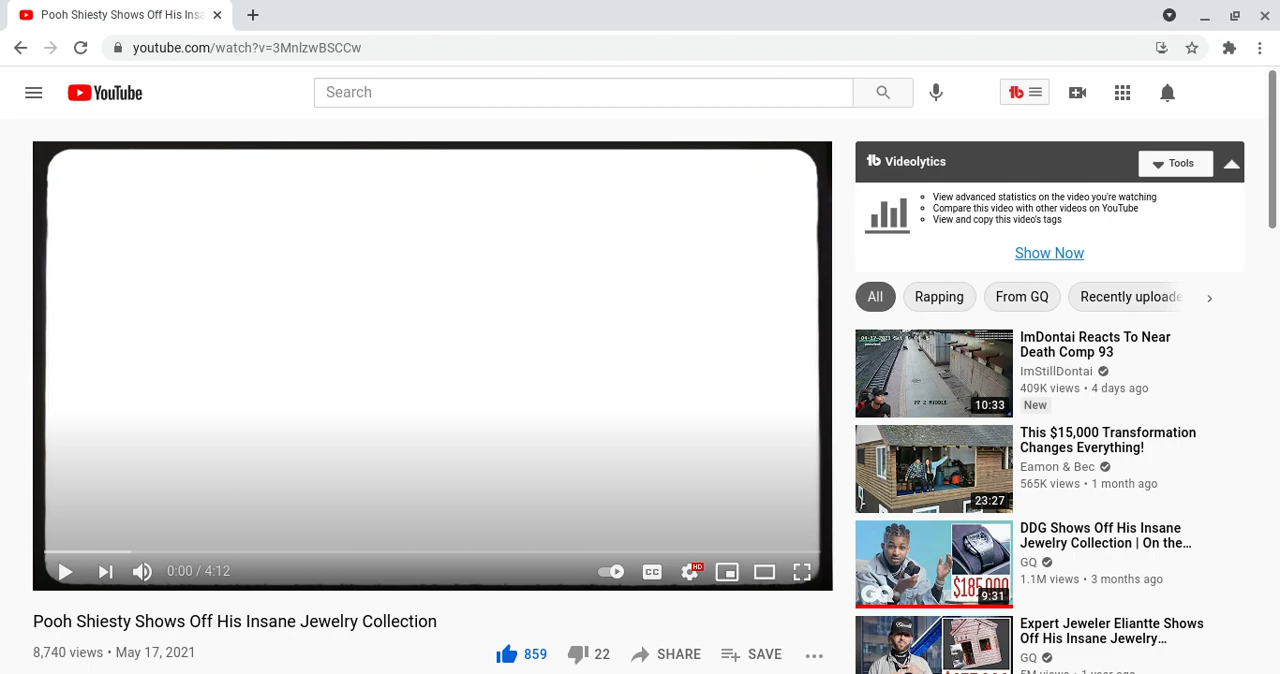 Pooh Shiesty Shows Off His Insa
youtube.com/watch?v=3MnlzwBSCCw
YouTube
Search
tb
tb Videolytics
Tools
View advanced statistics on the video you're watching
Compare this video with other videos on YouTube
View and copy this video's tags
Show Now
All
Rapping
From GQ
Recently uploade
ImDontai Reacts To Near
Death Comp 93
ImStillDontai
409K views • 4 days ago
New
10:33
This $15,000 Transformation
Changes Everything!
Eamon & Bec
565K views • 1 month ago
23:27
DDG Shows Off His Insane
Jewelry Collection | On the…
GQ
1.1M views • 3 months ago
GQ
9:31
Expert Jeweler Eliantte Shows
Off His Insane Jewelry…
GQ
0:00 / 4:12
CC
HD
Pooh Shiesty Shows Off His Insane Jewelry Collection
8,740 views • May 17, 2021
859
22
SHARE
SAVE